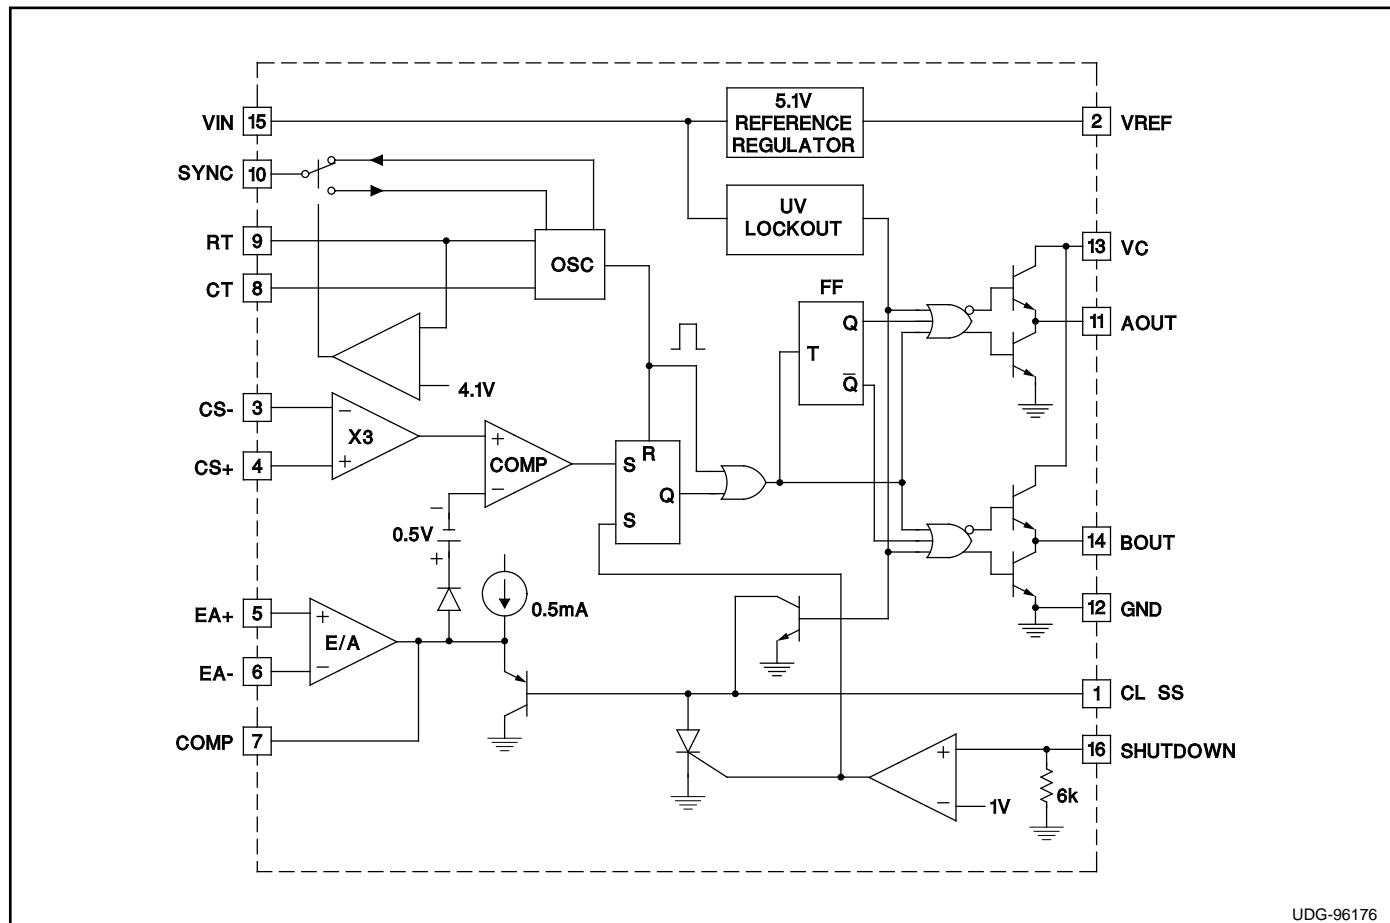 5.1V
REFERENCE
REGULATOR
VIN 15
2 VREF
SYNC 10
UV
LOCKOUT
RT 9
OSC
13 VC
CT 8
FF
Q
T
Q̅
11 AOUT
4.1V
CS- 3
−
X3
+
CS+ 4
+
COMP
−
S R
Q
S
−
0.5V
+
14 BOUT
0.5mA
EA+ 5
+
E/A
−
EA- 6
12 GND
1 CL SS
COMP 7
+
−
1V
16 SHUTDOWN
6k
UDG-96176